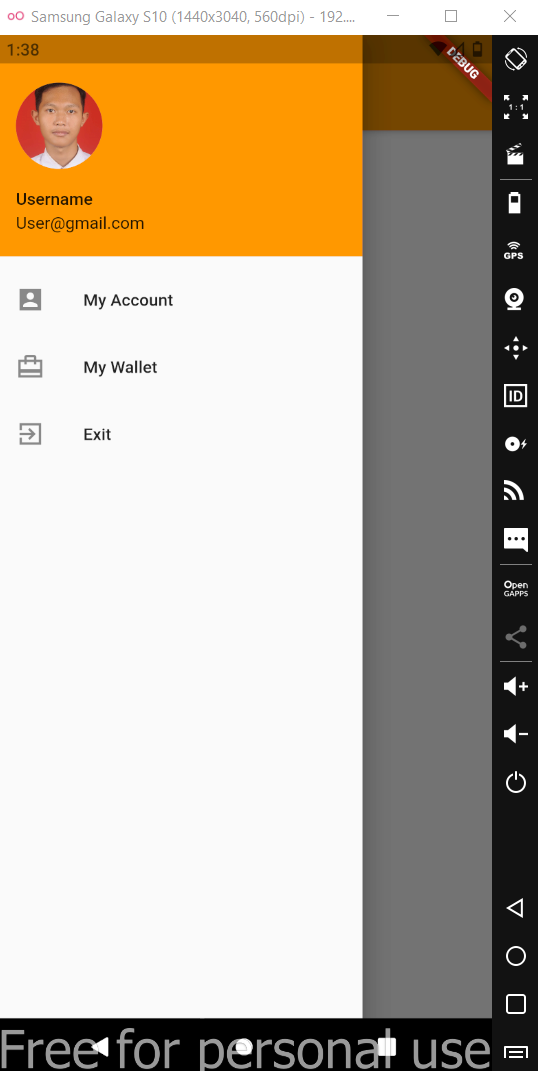 Samsung Galaxy S10 (1440x3040, 560dpi) - 192....
1:38
DEBUG
Username
User@gmail.com
My Account
My Wallet
Exit
1:1
GPS
ID
Open
GAPPS
Free for personal use